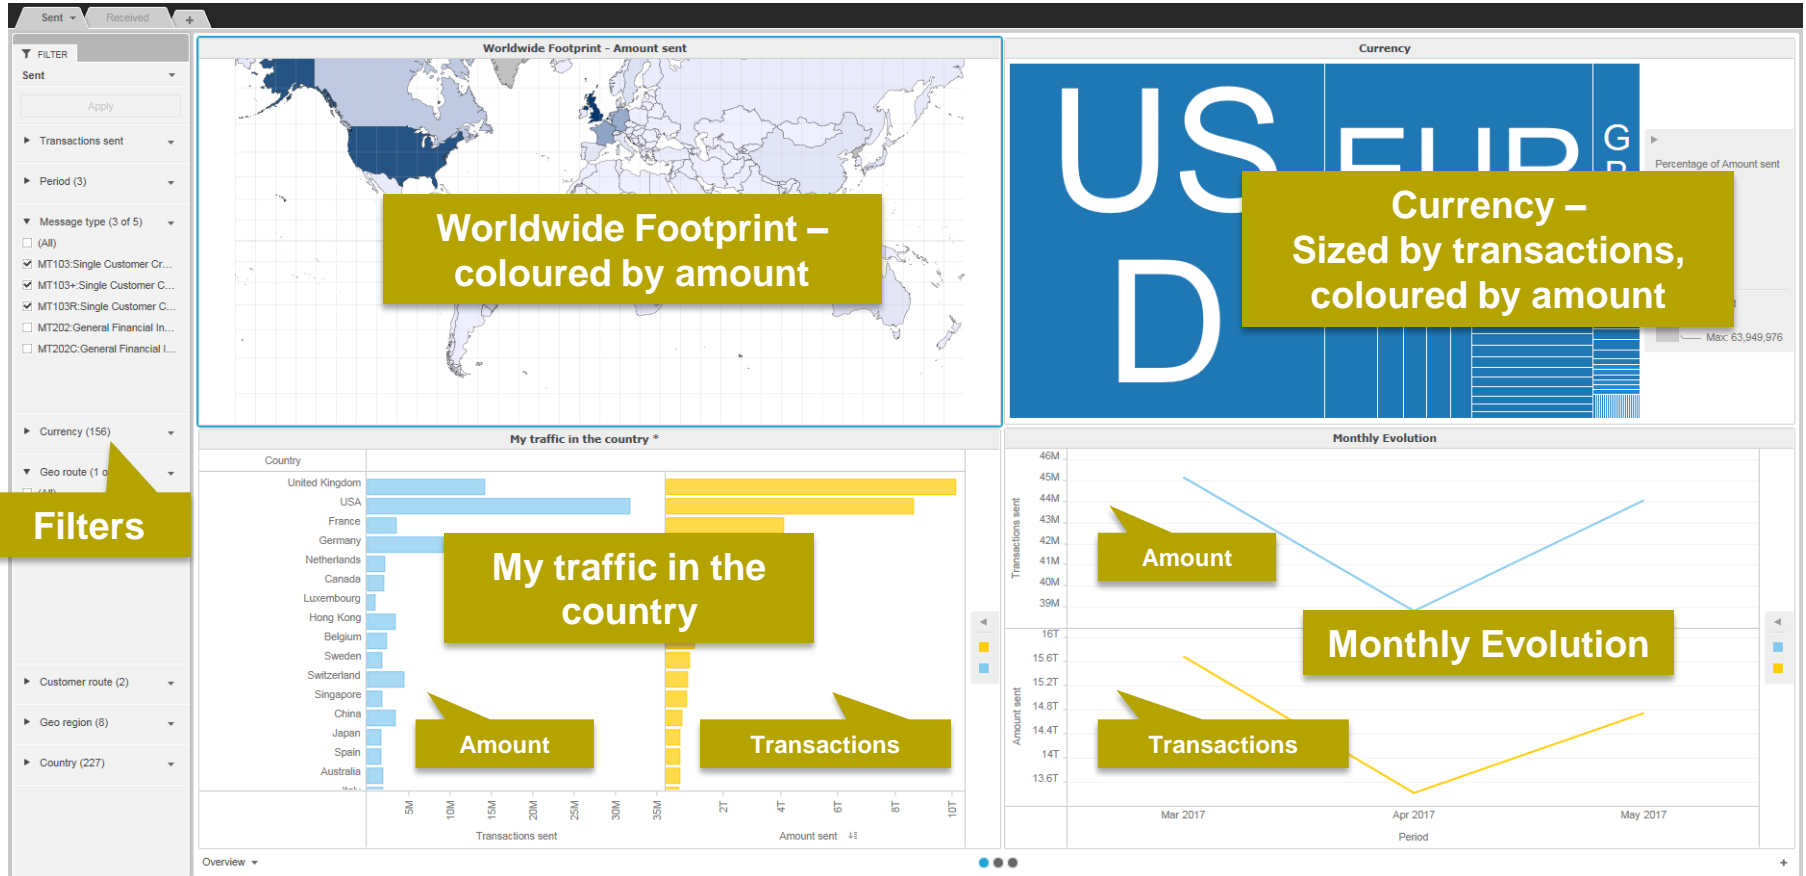 Sent
Received
+
FILTER
Sent
Apply
Transactions sent
Period (3)
Message type (3 of 5)
(All)
MT103:Single Customer Cr...
MT103+:Single Customer C...
MT103R:Single Customer C...
MT202:General Financial In...
MT202C:General Financial I...
Currency (156)
Geo route (1 o
Filters
Customer route (2)
Geo region (8)
Country (227)
Worldwide Footprint - Amount sent
Worldwide Footprint –
coloured by amount
Currency
US
D
EUR
G
Percentage of Amount sent
Currency –
Sized by transactions,
coloured by amount
Max: 63,949,976
My traffic in the country *
Country
United Kingdom
USA
France
Germany
Netherlands
Canada
Luxembourg
Hong Kong
Belgium
Sweden
Switzerland
Singapore
China
Japan
Spain
Australia
My traffic in the
country
Amount
Transactions
5M 10M 15M 20M 25M 30M 35M
2T 4T 6T 8T 10T
Transactions sent
Amount sent
Monthly Evolution
46M
45M
44M
43M
42M
41M
40M
39M
Transactions sent
Amount
Monthly Evolution
16T
15.6T
15.2T
14.8T
14.4T
14T
13.6T
Amount sent
Transactions
Mar 2017 Apr 2017 May 2017
Period
Overview
+